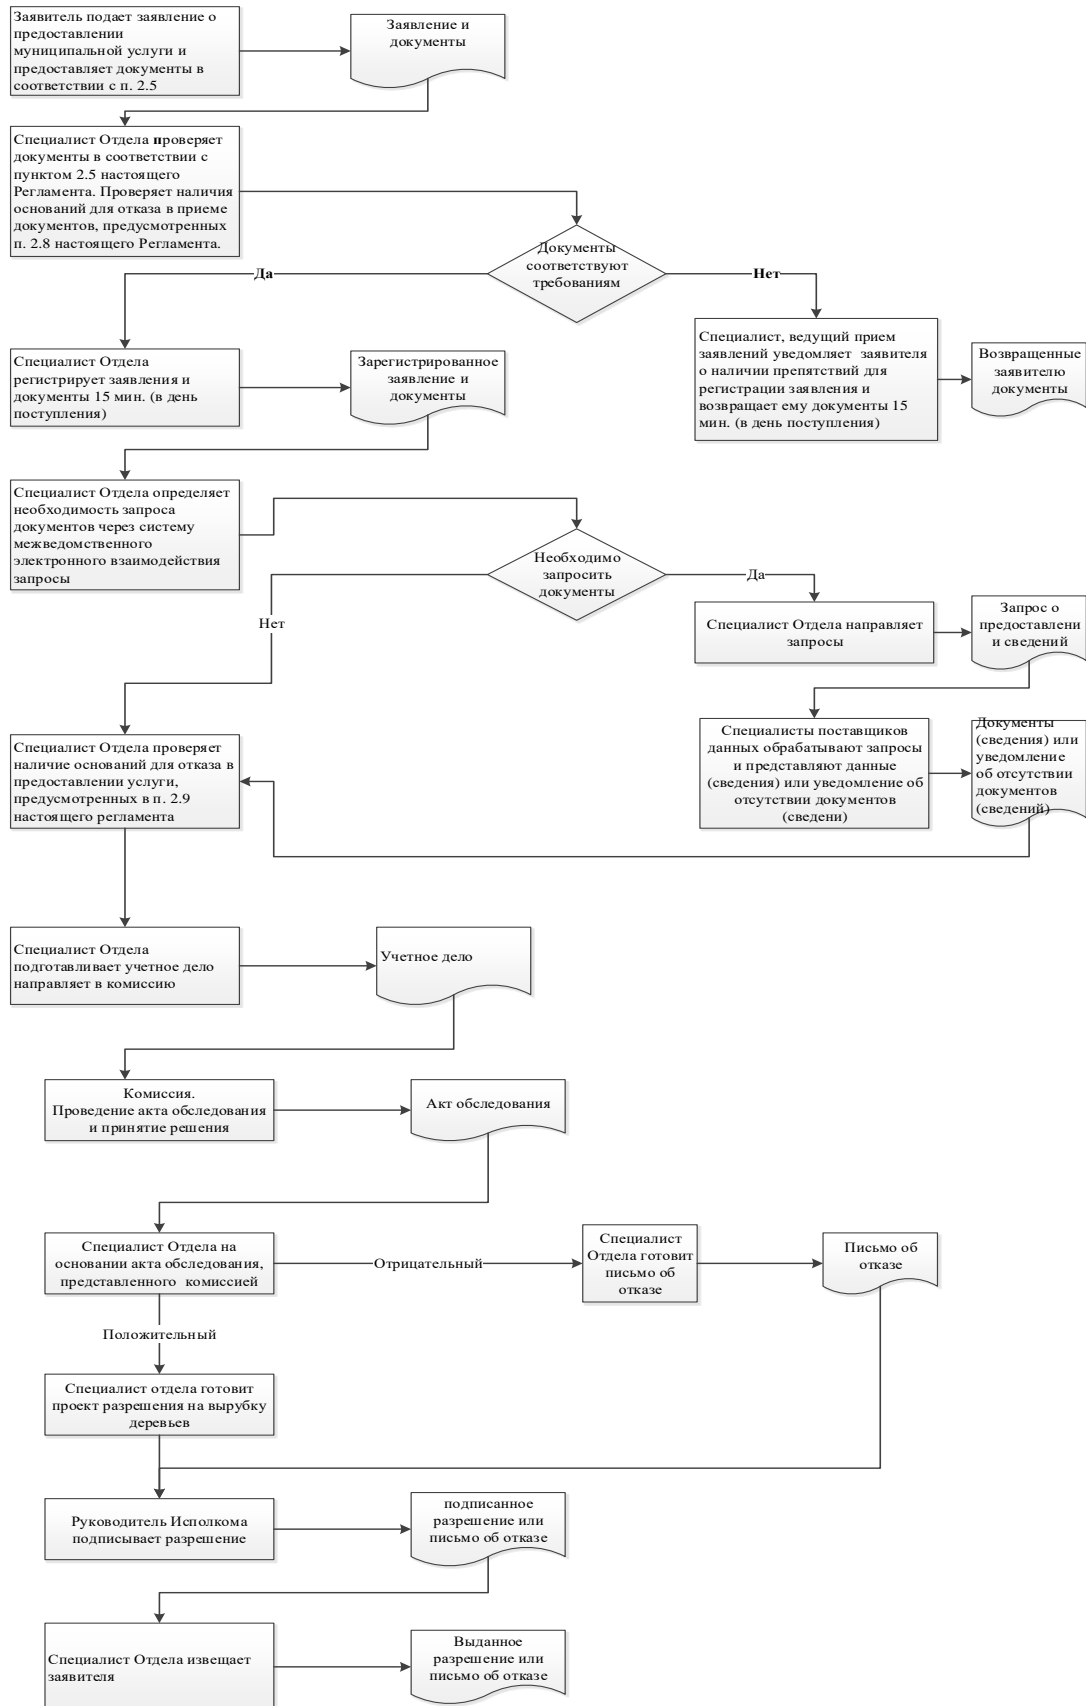 Заявитель подает заявление о
предоставлении
муниципальной услуги и
предоставляет документы в
соответствии с п. 2.5
Заявление и
документы
Специалист Отдела проверяет
документы в соответствии с
пунктом 2.5 настоящего
Регламента. Проверяет наличия
оснований для отказа в приеме
документов, предусмотренных
п. 2.8 настоящего Регламента.
Документы
соответствуют
требованиям
Да
Нет
Специалист Отдела
регистрирует заявления и
документы 15 мин. (в день
поступления)
Зарегистрированное
заявление и
документы
Специалист, ведущий прием
заявлений уведомляет заявителя
о наличии препятствий для
регистрации заявления и
возвращает ему документы 15
мин. (в день поступления)
Возвращенные
заявителю
документы
Специалист Отдела определяет
необходимость запроса
документов через систему
межведомственного
электронного взаимодействия
запросы
Необходимо
запросить
документы
Да
Нет
Специалист Отдела направляет
запросы
Запрос о
предоставлени
и сведений
Специалист Отдела проверяет
наличие оснований для отказа в
предоставлении услуги,
предусмотренных в п. 2.9
настоящего регламента
Специалисты поставщиков
данных обрабатывают запросы
и представляют данные
(сведения) или уведомление об
отсутствии документов
(сведени)
Документы
(сведения) или
уведомление
об отсутствии
документов
(сведений)
Специалист Отдела
подготавливает учетное дело
направляет в комиссию
Учетное дело
Комиссия.
Проведение акта обследования
и принятие решения
Акт обследования
Специалист Отдела на
основании акта обследования,
представленного комиссией
Отрицательный
Специалист
Отдела готовит
письмо об
отказе
Письмо об
отказе
Положительный
Специалист отдела готовит
проект разрешения на вырубку
деревьев
Руководитель Исполкома
подписывает разрешение
подписанное
разрешение или
письмо об отказе
Специалист Отдела извещает
заявителя
Выданное
разрешение или
письмо об отказе